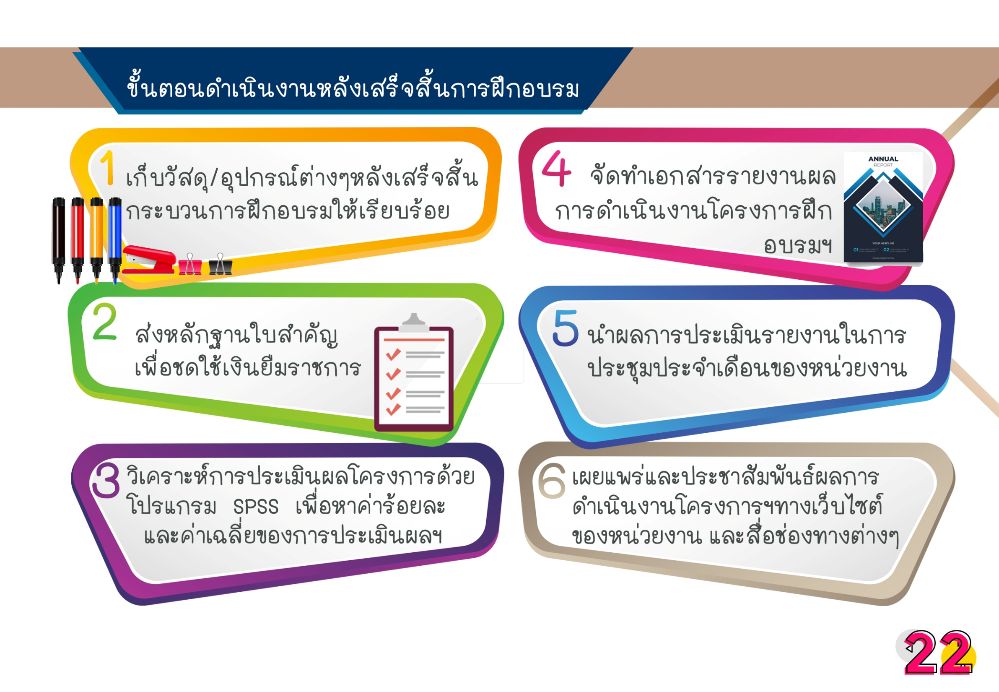 ขั้นตอนดำเนินงานหลังเสร็จสิ้นการฝึกอบรม
1
เก็บวัสดุ/อุปกรณ์ต่างๆหลังเสร็จสิ้น
กระบวนการฝึกอบรมให้เรียบร้อย
2
ส่งหลักฐานใบสำคัญ
เพื่อชดใช้เงินยืมราชการ
3
วิเคราะห์การประเมินผลโครงการด้วย
โปรแกรม SPSS เพื่อหาค่าร้อยละ
และค่าเฉลี่ยของการประเมินผลฯ
4
จัดทำเอกสารรายงานผล
การดำเนินงานโครงการฝึก
อบรมฯ
ANNUAL
REPORT
YOUR HEADLINE
01
02
WWW.YOURWEB.COM
5
นำผลการประเมินรายงานในการ
ประชุมประจำเดือนของหน่วยงาน
6
เผยแพร่และประชาสัมพันธ์ผลการ
ดำเนินงานโครงการฯทางเว็บไซต์
ของหน่วยงาน และสื่อช่องทางต่างๆ
22